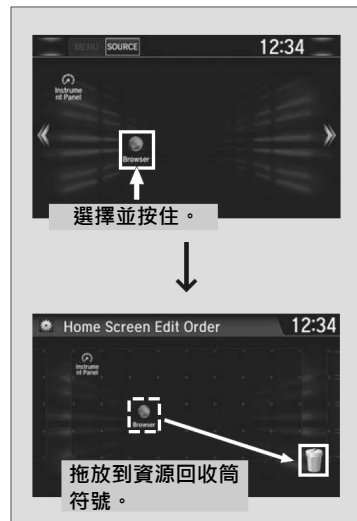 MENU SOURCE 12:34
Instrume
nt Panel
Browser
選擇並按住。
Home Screen Edit Order 12:34
Instrume
nt Panel
Browser
拖放到資源回收筒
符號。